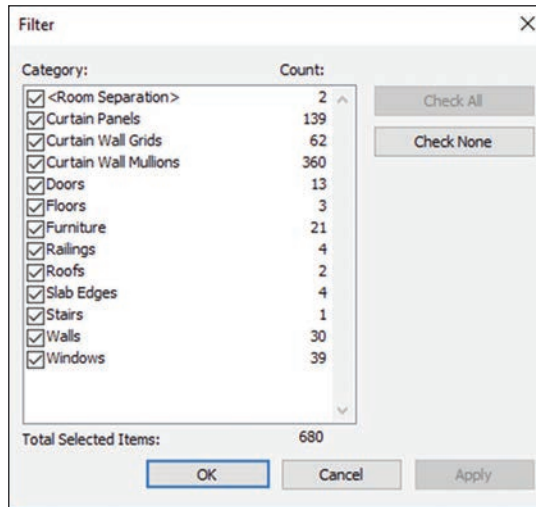 Filter
Category: Count:
<Room Separation> 2
Curtain Panels 139
Curtain Wall Grids 62
Curtain Wall Mullions 360
Doors 13
Floors 3
Furniture 21
Railings 4
Roofs 2
Slab Edges 4
Stairs 1
Walls 30
Windows 39
Check All
Check None
Total Selected Items: 680
OK Cancel Apply